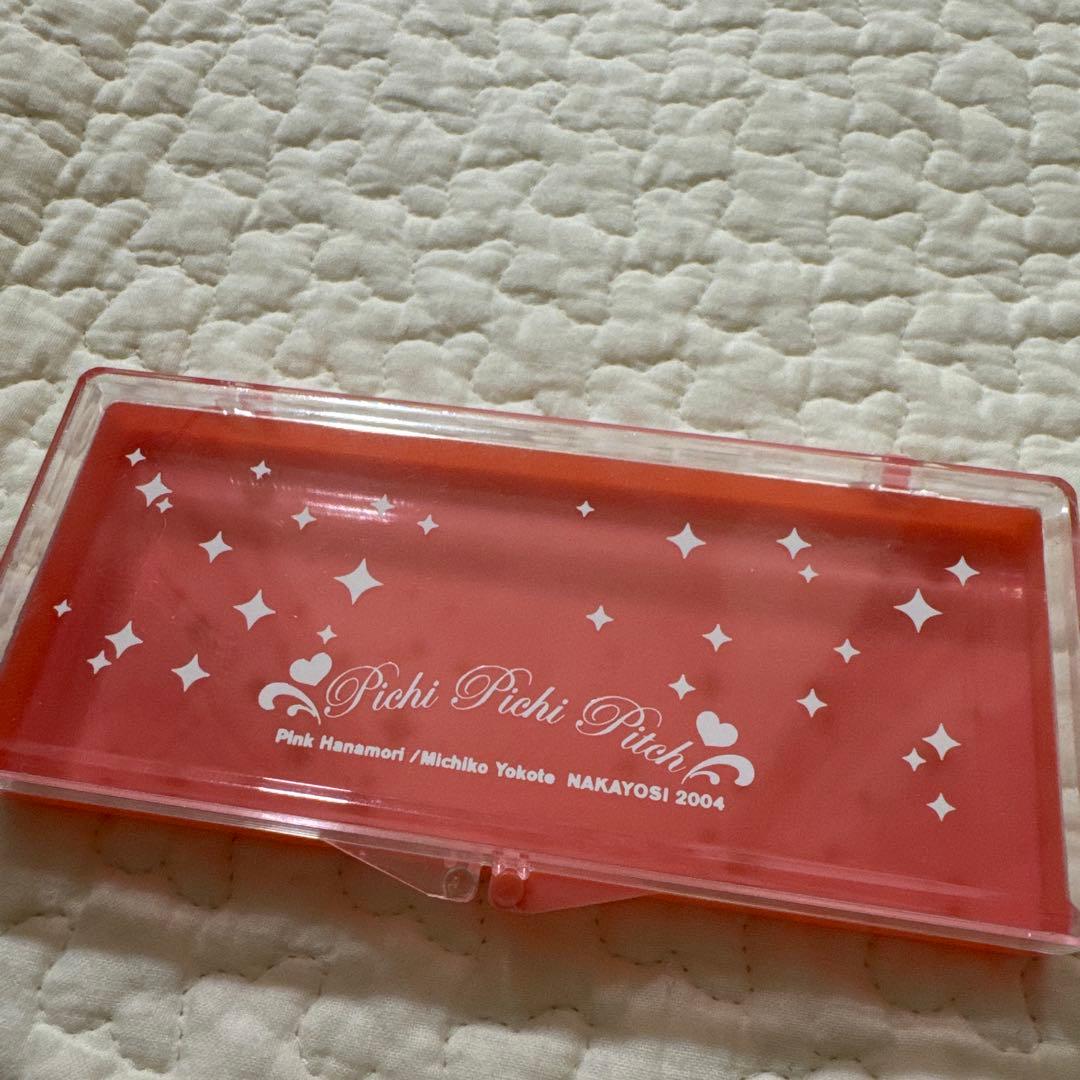 Pichi Pichi Pitch
Pink Hanamori /Michiko Yokote NAKAYOSI 2004